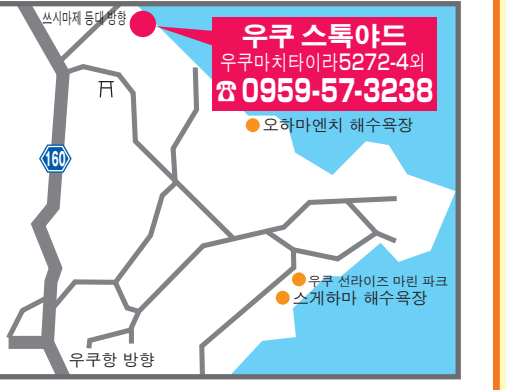 쓰시마제 등대 방향
우쿠 스톡야드
우쿠마치타이라5272-4외
☎ 0959-57-3238
오하마엔치 해수욕장
160
우쿠 선라이즈 마린 파크
스게하마 해수욕장
우쿠항 방향